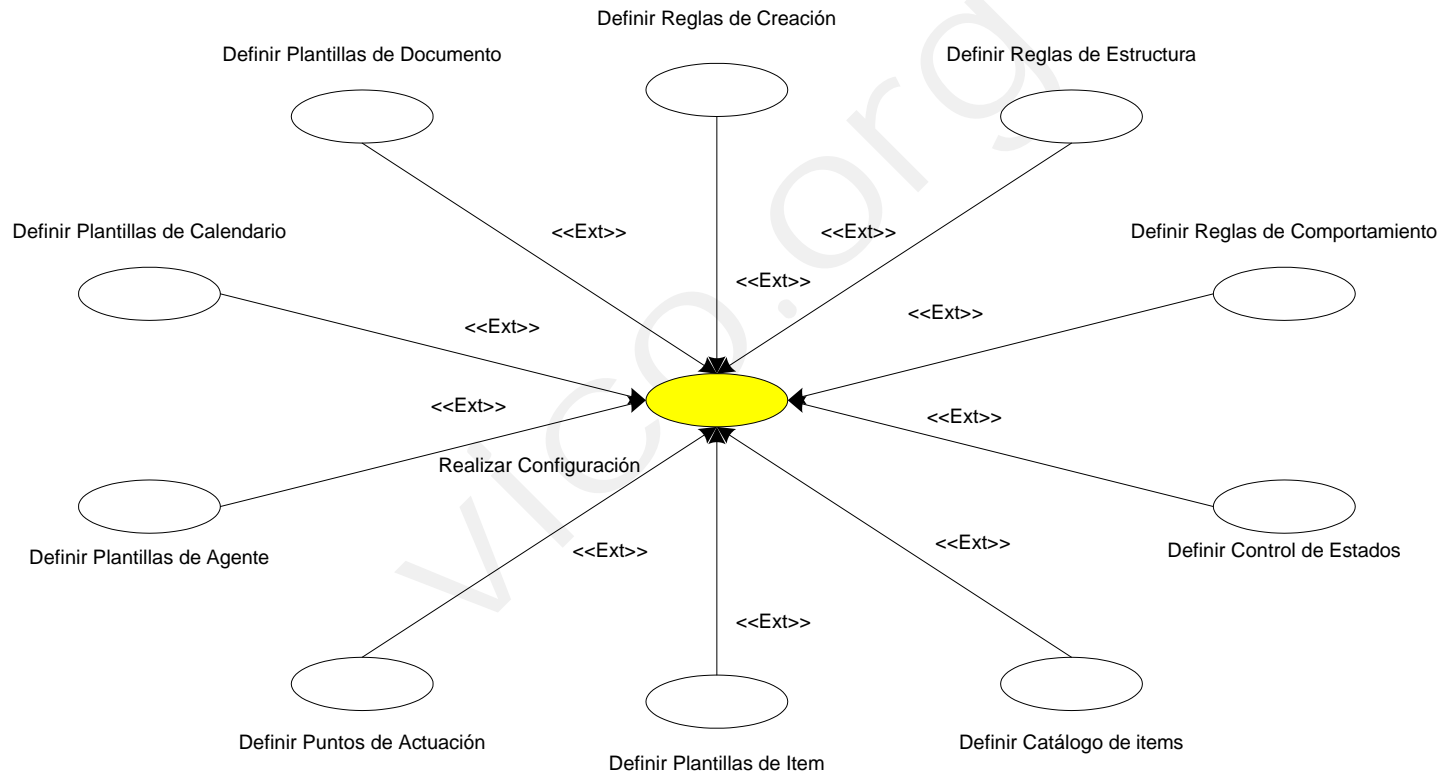 Definir Reglas de Creación
Definir Plantillas de Documento
Definir Reglas de Estructura
Definir Plantillas de Calendario
<<Ext>>
<<Ext>>
Definir Reglas de Comportamiento
<<Ext>>
<<Ext>>
<<Ext>>
<<Ext>>
<<Ext>>
Realizar Configuración
Definir Plantillas de Agente
<<Ext>>
<<Ext>>
Definir Control de Estados
<<Ext>>
Definir Puntos de Actuación
Definir Plantillas de Item
Definir Catálogo de items
vico.org